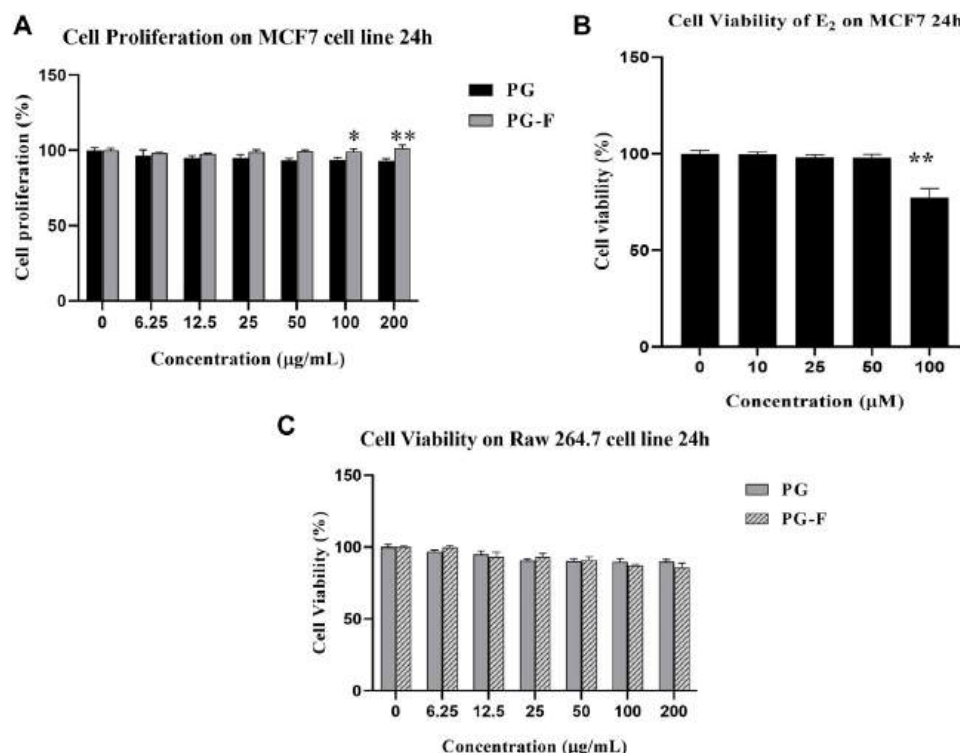 A
Cell Proliferation on MCF7 cell line 24h
Cell proliferation (%)
150
100
50
0
* **
0 6.25 12.5 25 50 100 200
Concentration (μg/mL)
PG
PG-F
B
Cell Viability of E₂ on MCF7 24h
Cell viability (%)
150
100
50
0
**
0 10 25 50 100
Concentration (μM)
C
Cell Viability on Raw 264.7 cell line 24h
Cell Viability (%)
150
100
50
0
0 6.25 12.5 25 50 100 200
Concentration (μg/mL)
PG
PG-F